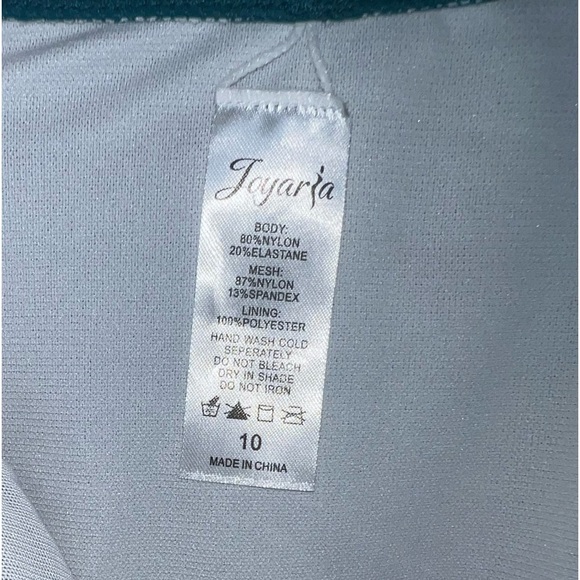 Joyaria
BODY:
80%NYLON
20%ELASTANE
MESH:
87%NYLON
13%SPANDEX
LINING:
100%POLYESTER
HAND WASH COLD
SEPERATELY
DO NOT BLEACH
DRY IN SHADE
DO NOT IRON
10
MADE IN CHINA